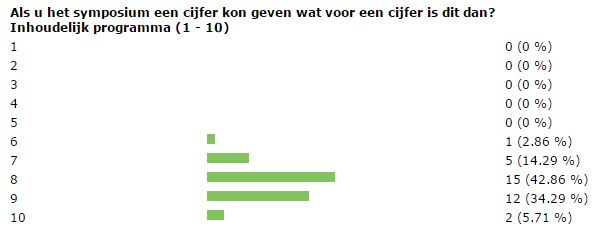 Als u het symposium een cijfer kon geven wat voor een cijfer is dit dan?
Inhoudelijk programma (1 - 10)
1 0 (0 %)
2 0 (0 %)
3 0 (0 %)
4 0 (0 %)
5 0 (0 %)
6 1 (2.86 %)
7 5 (14.29 %)
8 15 (42.86 %)
9 12 (34.29 %)
10 2 (5.71 %)